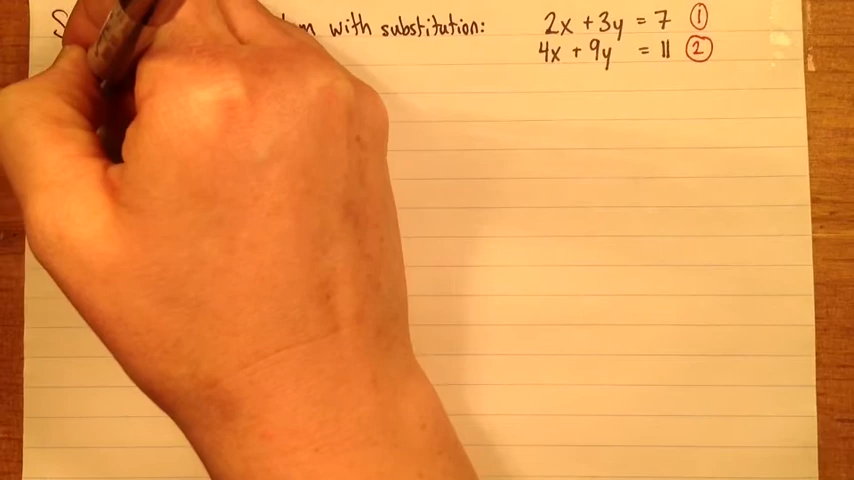 with substitution: 2x + 3y = 7 ①
4x + 9y = 11 ②